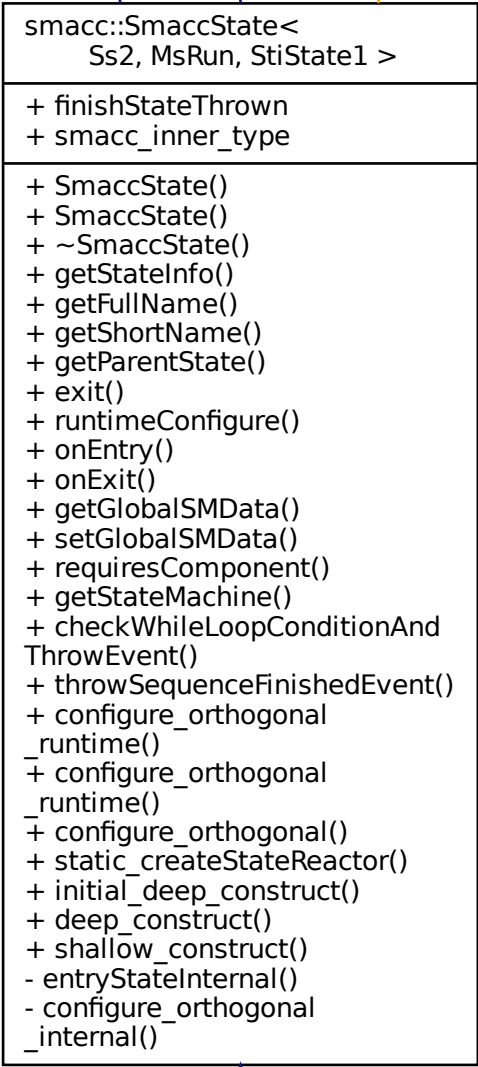 smacc::SmaccState<
Ss2, MsRun, StiState1 >
+ finishStateThrown
+ smacc_inner_type
+ SmaccState()
+ SmaccState()
+ ~SmaccState()
+ getStateInfo()
+ getFullName()
+ getShortName()
+ getParentState()
+ exit()
+ runtimeConfigure()
+ onEntry()
+ onExit()
+ getGlobalSMData()
+ setGlobalSMData()
+ requiresComponent()
+ getStateMachine()
+ checkWhileLoopConditionAnd
ThrowEvent()
+ throwSequenceFinishedEvent()
+ configure_orthogonal
_runtime()
+ configure_orthogonal
_runtime()
+ configure_orthogonal()
+ static_createStateReactor()
+ initial_deep_construct()
+ deep_construct()
+ shallow_construct()
- entryStateInternal()
- configure_orthogonal
_internal()